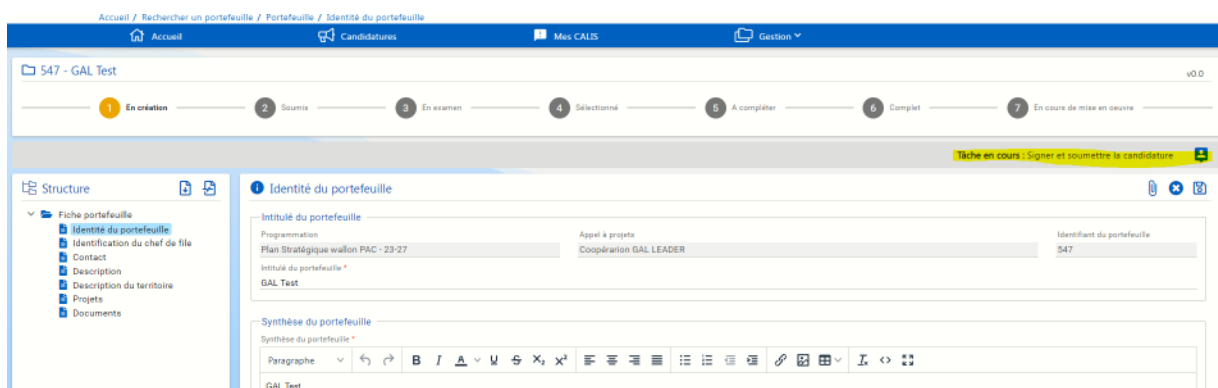 Accueil / Rechercher un portefeuille / Portefeuille / Identité du portefeuille
Accueil Candidatures Mes CALIS Gestion
547 - GAL Test v0.0
1 En création 2 Soumis 3 En examen 4 Sélectionné 5 A compléter 6 Complet 7 En cours de mise en oeuvre
Tâche en cours : Signer et soumettre la candidature
Structure
Fiche portefeuille
Identité du portefeuille
Identification du chef de file
Contact
Description
Description du territoire
Projets
Documents
Identité du portefeuille
Intitulé du portefeuille
Programmation Appel à projets Identifiant du portefeuille
Plan Stratégique wallon PAC - 23-27 Coopérarion GAL LEADER 547
Intitulé du portefeuille *
GAL Test
Synthèse du portefeuille
Synthèse du portefeuille *
Paragraphe B I A U S X₂ X²
GAL Test